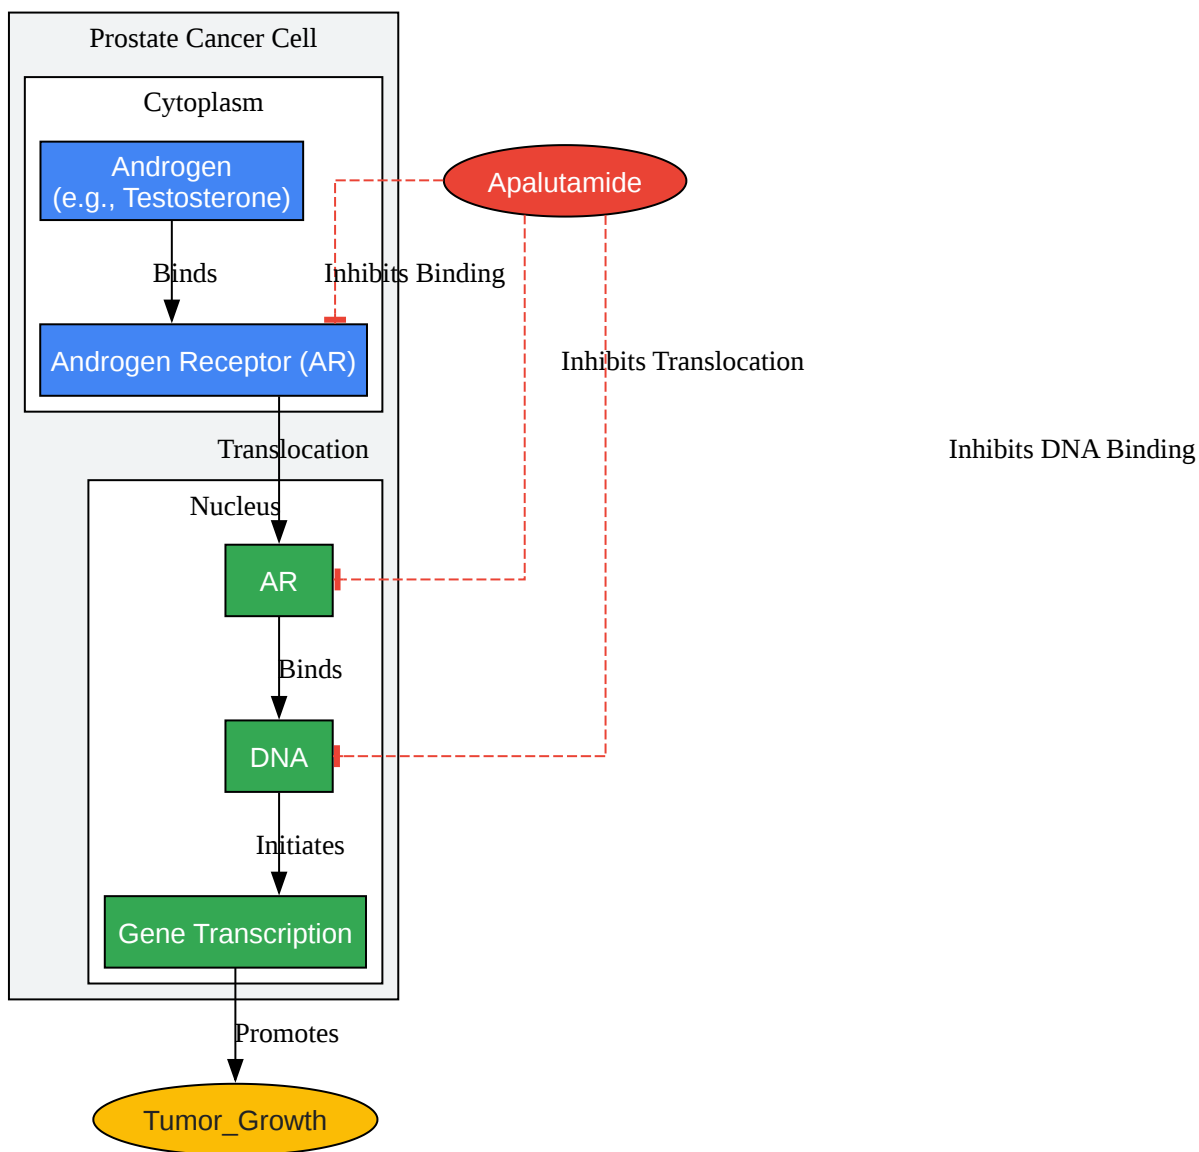 Prostate Cancer Cell
Cytoplasm
Androgen
(e.g., Testosterone)
Apalutamide
Binds
Inhibits Binding
Androgen Receptor (AR)
Inhibits Translocation
Translocation
Inhibits DNA Binding
Nucleus
AR
Binds
DNA
Initiates
Gene Transcription
Promotes
Tumor_Growth